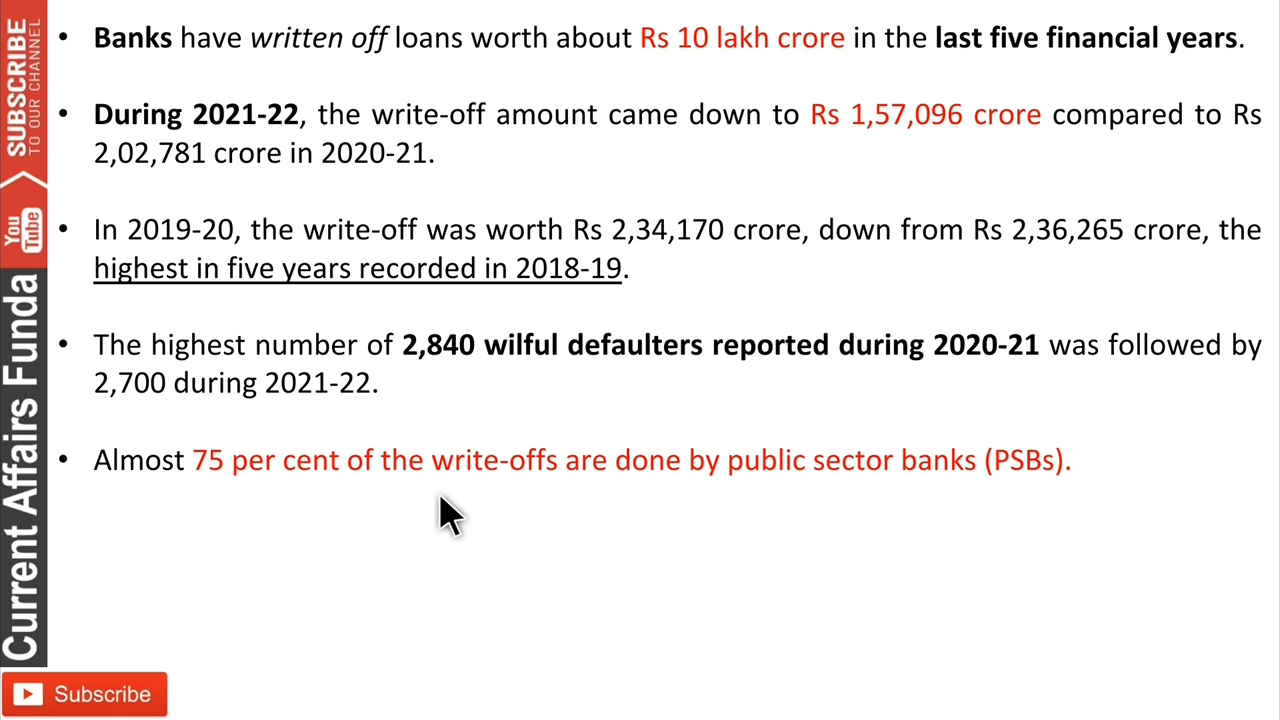 • Banks have written off loans worth about Rs 10 lakh crore in the last five financial years.
• During 2021-22, the write-off amount came down to Rs 1,57,096 crore compared to Rs
2,02,781 crore in 2020-21.
• In 2019-20, the write-off was worth Rs 2,34,170 crore, down from Rs 2,36,265 crore, the
highest in five years recorded in 2018-19.
• The highest number of 2,840 wilful defaulters reported during 2020-21 was followed by
2,700 during 2021-22.
• Almost 75 per cent of the write-offs are done by public sector banks (PSBs).
SUBSCRIBE
TO OUR CHANNEL
You
Tube
Current Affairs Funda
Subscribe